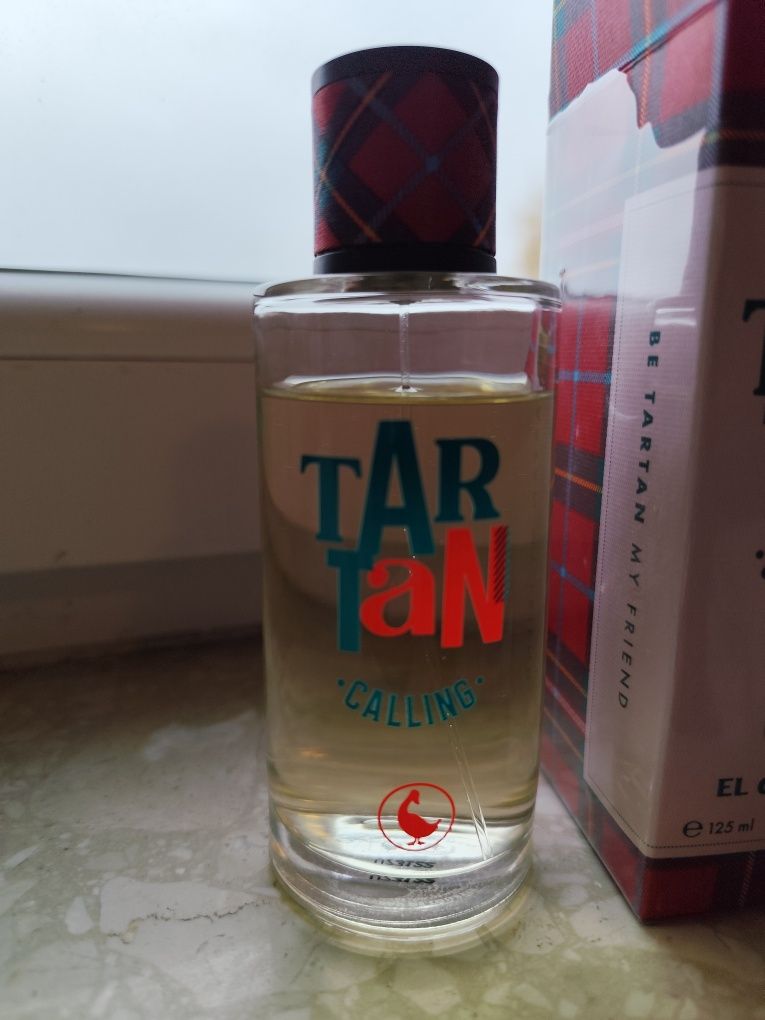 TAR
TaN
·CALLING·
BE TARTAN MY FRIEND
EL
℮ 125 ml